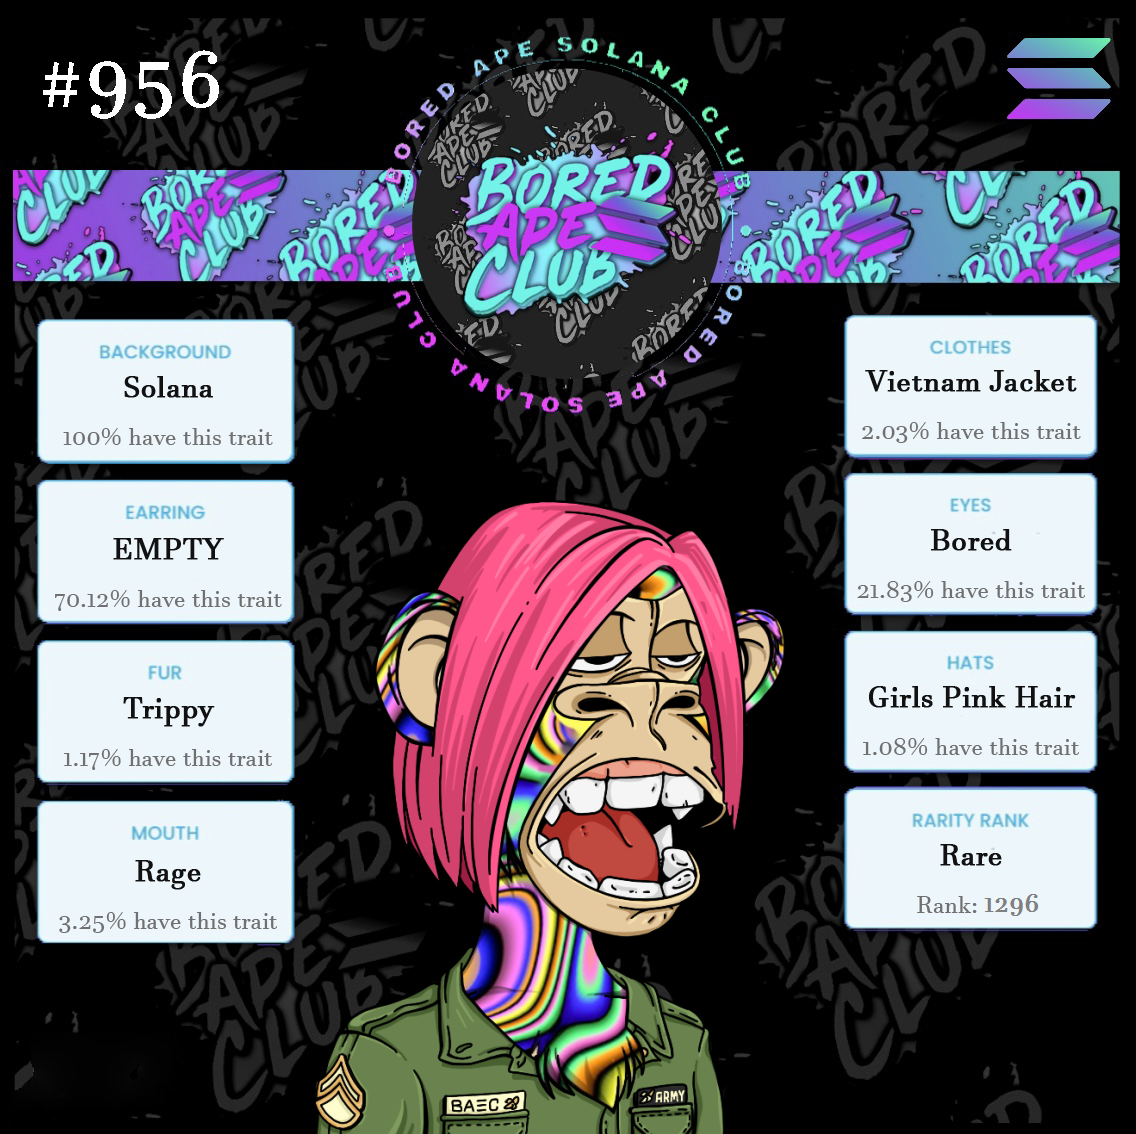 #956
BORED APE SOLANA CLUB
BORED APE SOLANA CLUB
BORED
APE
CLUB
BACKGROUND
Solana
100% have this trait
EARRING
EMPTY
70.12% have this trait
FUR
Trippy
1.17% have this trait
MOUTH
Rage
3.25% have this trait
CLOTHES
Vietnam Jacket
2.03% have this trait
EYES
Bored
21.83% have this trait
HATS
Girls Pink Hair
1.08% have this trait
RARITY RANK
Rare
Rank: 1296
BAEC
ARMY